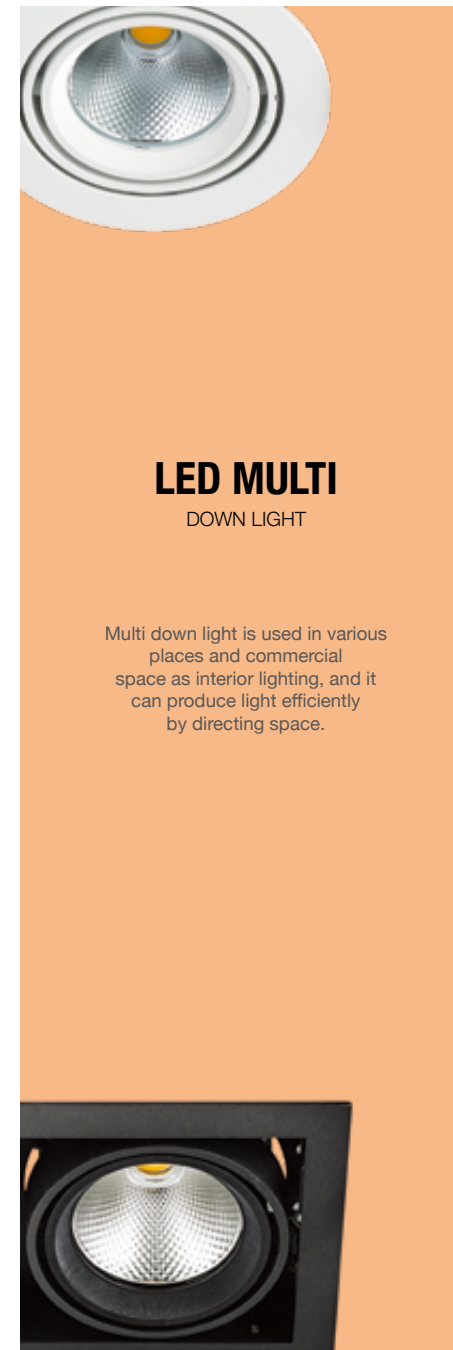 LED MULTI
DOWN LIGHT
Multi down light is used in various
places and commercial
space as interior lighting, and it
can produce light efficiently
by directing space.